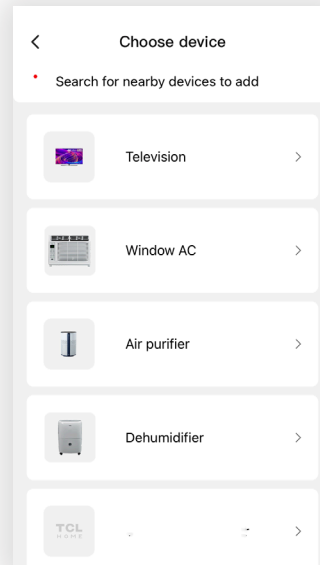 Choose device
Search for nearby devices to add
Television
Window AC
Air purifier
Dehumidifier
TCL
HOME